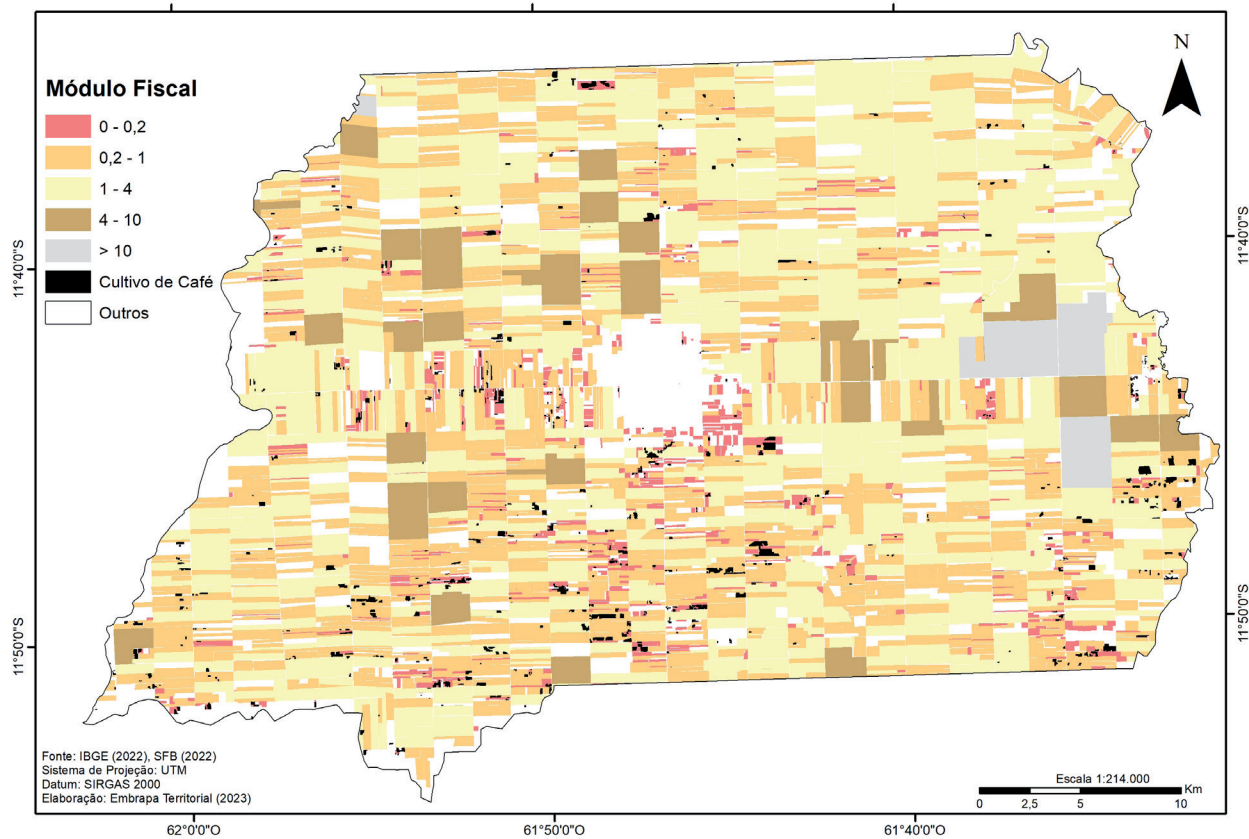 N
Módulo Fiscal
0 - 0,2
0,2 - 1
1 - 4
4 - 10
> 10
Cultivo de Café
Outros
11°40'0"S
11°40'0"S
11°50'0"S
11°50'0"S
Fonte: IBGE (2022), SFB (2022)
Sistema de Projeção: UTM
Datum: SIRGAS 2000
Elaboração: Embrapa Territorial (2023)
Escala 1:214.000
Km
0 2,5 5 10
62°0'0"O 61°50'0"O 61°40'0"O